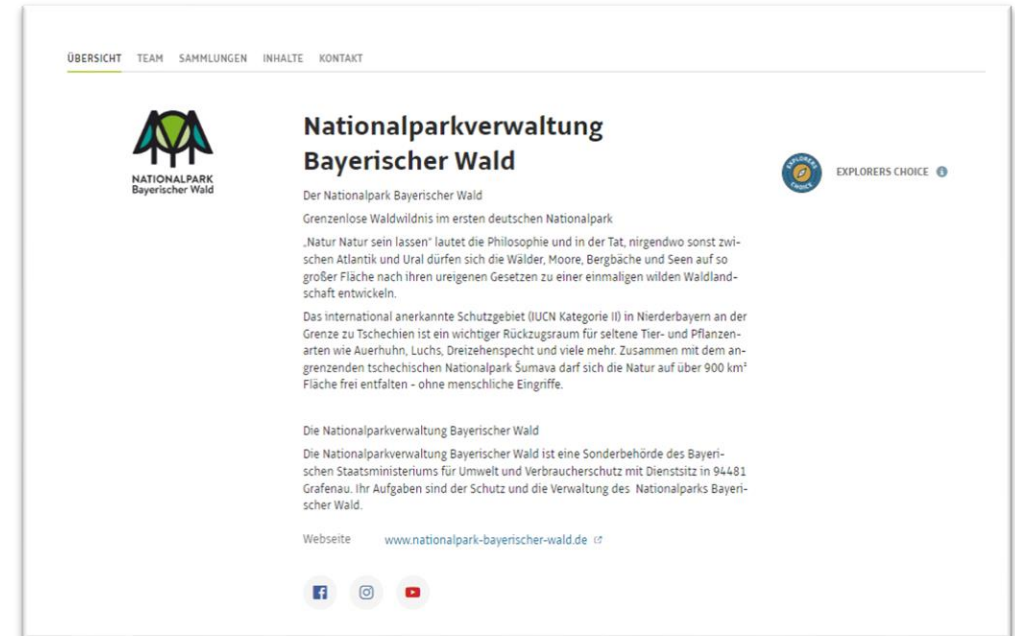 ÜBERSICHT TEAM SAMMLUNGEN INHALTE KONTAKT
NATIONALPARK
Bayerischer Wald
Nationalparkverwaltung
Bayerischer Wald
EXPLORERS CHOICE
EXPLORERS CHOICE
Der Nationalpark Bayerischer Wald
Grenzenlose Waldwildnis im ersten deutschen Nationalpark
„Natur Natur sein lassen“ lautet die Philosophie und in der Tat, nirgendwo sonst zwi-
schen Atlantik und Ural dürfen sich die Wälder, Moore, Bergbäche und Seen auf so
großer Fläche nach ihren ureigenen Gesetzen zu einer einmaligen wilden Waldland-
schaft entwickeln.
Das international anerkannte Schutzgebiet (IUCN Kategorie II) in Nierderbayern an der
Grenze zu Tschechien ist ein wichtiger Rückzugsraum für seltene Tier- und Pflanzen-
arten wie Auerhuhn, Luchs, Dreizehenspecht und viele mehr. Zusammen mit dem an-
grenzenden tschechischen Nationalpark Šumava darf sich die Natur auf über 900 km²
Fläche frei entfalten - ohne menschliche Eingriffe.
Die Nationalparkverwaltung Bayerischer Wald
Die Nationalparkverwaltung Bayerischer Wald ist eine Sonderbehörde des Bayeri-
schen Staatsministeriums für Umwelt und Verbraucherschutz mit Dienstsitz in 94481
Grafenau. Ihr Aufgaben sind der Schutz und die Verwaltung des Nationalparks Bayeri-
scher Wald.
Webseite www.nationalpark-bayerischer-wald.de